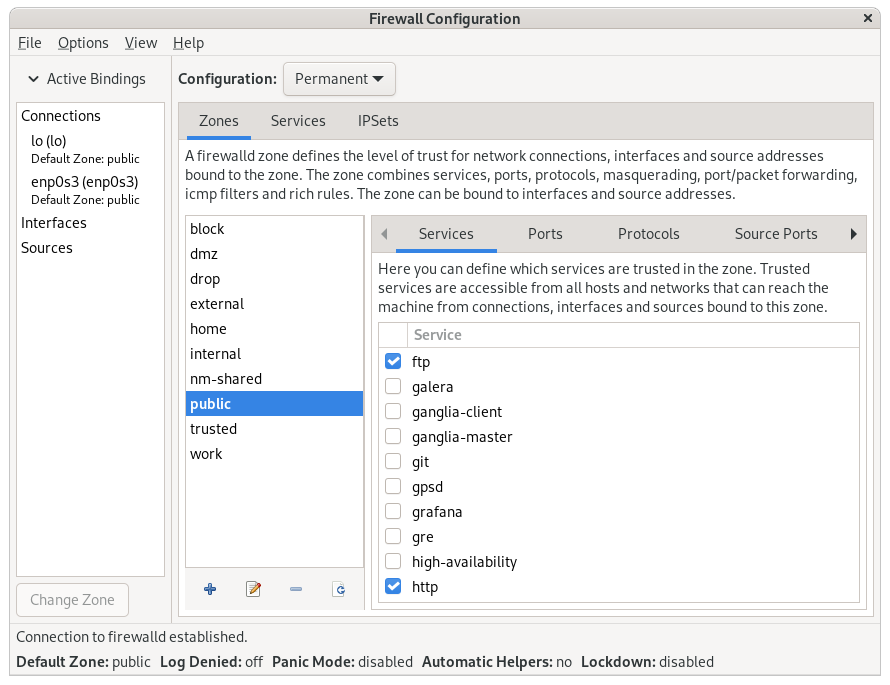 Firewall Configuration
File Options View Help
Active Bindings
Configuration: Permanent
Connections
lo (lo)
Default Zone: public
enp0s3 (enp0s3)
Default Zone: public
Interfaces
Sources
Change Zone
Zones Services IPSets
A firewalld zone defines the level of trust for network connections, interfaces and source addresses
bound to the zone. The zone combines services, ports, protocols, masquerading, port/packet forwarding,
icmp filters and rich rules. The zone can be bound to interfaces and source addresses.
block
dmz
drop
external
home
internal
nm-shared
public
trusted
work
Services Ports Protocols Source Ports
Here you can define which services are trusted in the zone. Trusted
services are accessible from all hosts and networks that can reach the
machine from connections, interfaces and sources bound to this zone.
Service
ftp
galera
ganglia-client
ganglia-master
git
gpsd
grafana
gre
high-availability
http
Connection to firewalld established.
Default Zone: public Log Denied: off Panic Mode: disabled Automatic Helpers: no Lockdown: disabled